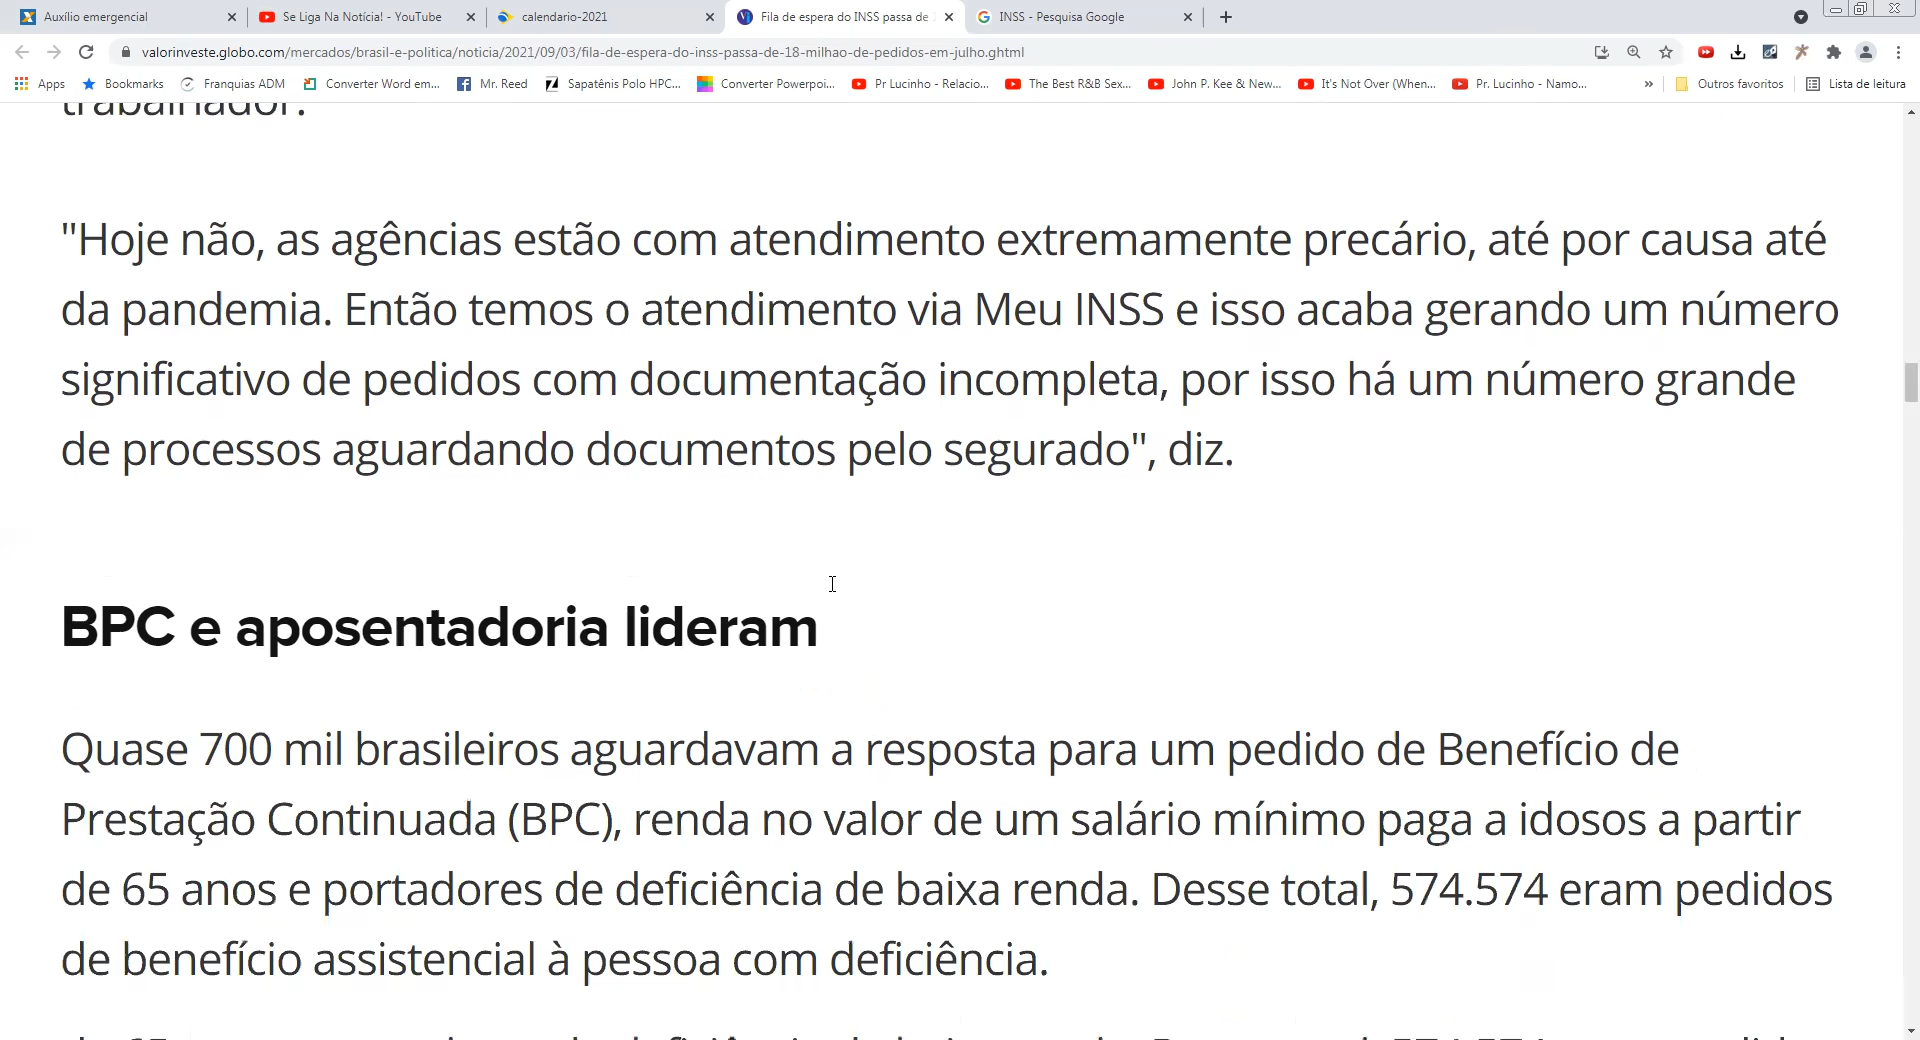 Auxílio emergencial
Se Liga Na Notícia! - YouTube
calendario-2021
Fila de espera do INSS passa de
INSS - Pesquisa Google
valorinveste.globo.com/mercados/brasil-e-politica/noticia/2021/09/03/fila-de-espera-do-inss-passa-de-18-milhao-de-pedidos-em-julho.ghtml
Apps
Bookmarks
Franquias ADM
Converter Word em...
Mr. Reed
Sapatênis Polo HPC...
Converter Powerpoi...
Pr Lucinho - Relacio...
The Best R&B Sex...
John P. Kee & New...
It's Not Over (When...
Pr. Lucinho - Namo...
»
Outros favoritos
Lista de leitura
trabalhador.
"Hoje não, as agências estão com atendimento extremamente precário, até por causa até
da pandemia. Então temos o atendimento via Meu INSS e isso acaba gerando um número
significativo de pedidos com documentação incompleta, por isso há um número grande
de processos aguardando documentos pelo segurado", diz.
BPC e aposentadoria lideram
Quase 700 mil brasileiros aguardavam a resposta para um pedido de Benefício de
Prestação Continuada (BPC), renda no valor de um salário mínimo paga a idosos a partir
de 65 anos e portadores de deficiência de baixa renda. Desse total, 574.574 eram pedidos
de benefício assistencial à pessoa com deficiência.